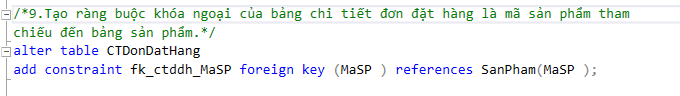 /*9.Tạo ràng buộc khóa ngoại của bảng chi tiết đơn đặt hàng là mã sản phẩm tham
chiếu đến bảng sản phẩm.*/
alter table CTDonDatHang
add constraint fk_ctddh_MaSP foreign key (MaSP ) references SanPham(MaSP );